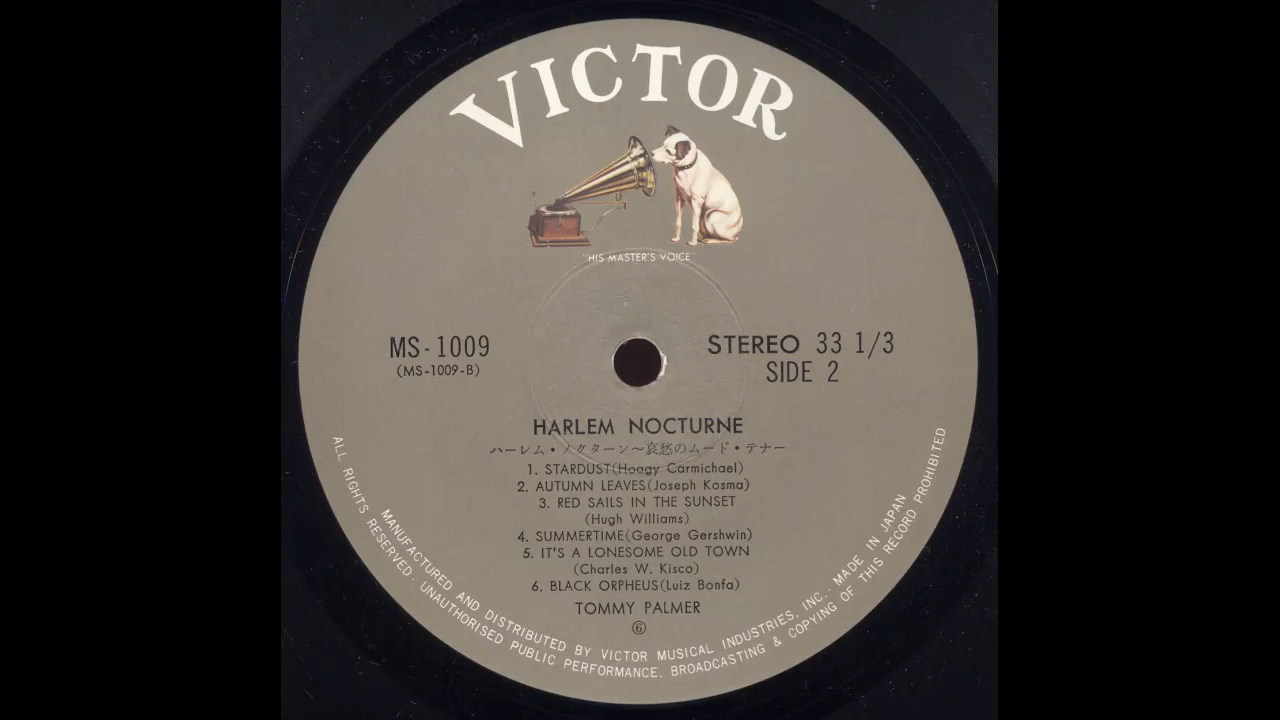 VICTOR
"HIS MASTER'S VOICE"
MS-1009
(MS-1009-B)
STEREO 33 1/3
SIDE 2
HARLEM NOCTURNE
ハーレム・ノクターン〜哀愁のムード・テナー
1. STARDUST(Hoagy Carmichael)
2. AUTUMN LEAVES(Joseph Kosma)
3. RED SAILS IN THE SUNSET
(Hugh Williams)
4. SUMMERTIME(George Gershwin)
5. IT'S A LONESOME OLD TOWN
(Charles W. Kisco)
6. BLACK ORPHEUS(Luiz Bonfa)
TOMMY PALMER
⑥
MANUFACTURED AND DISTRIBUTED BY VICTOR MUSICAL INDUSTRIES, INC.· MADE IN JAPAN
ALL RIGHTS RESERVED· UNAUTHORISED PUBLIC PERFORMANCE, BROADCASTING & COPYING OF THIS RECORD PROHIBITED